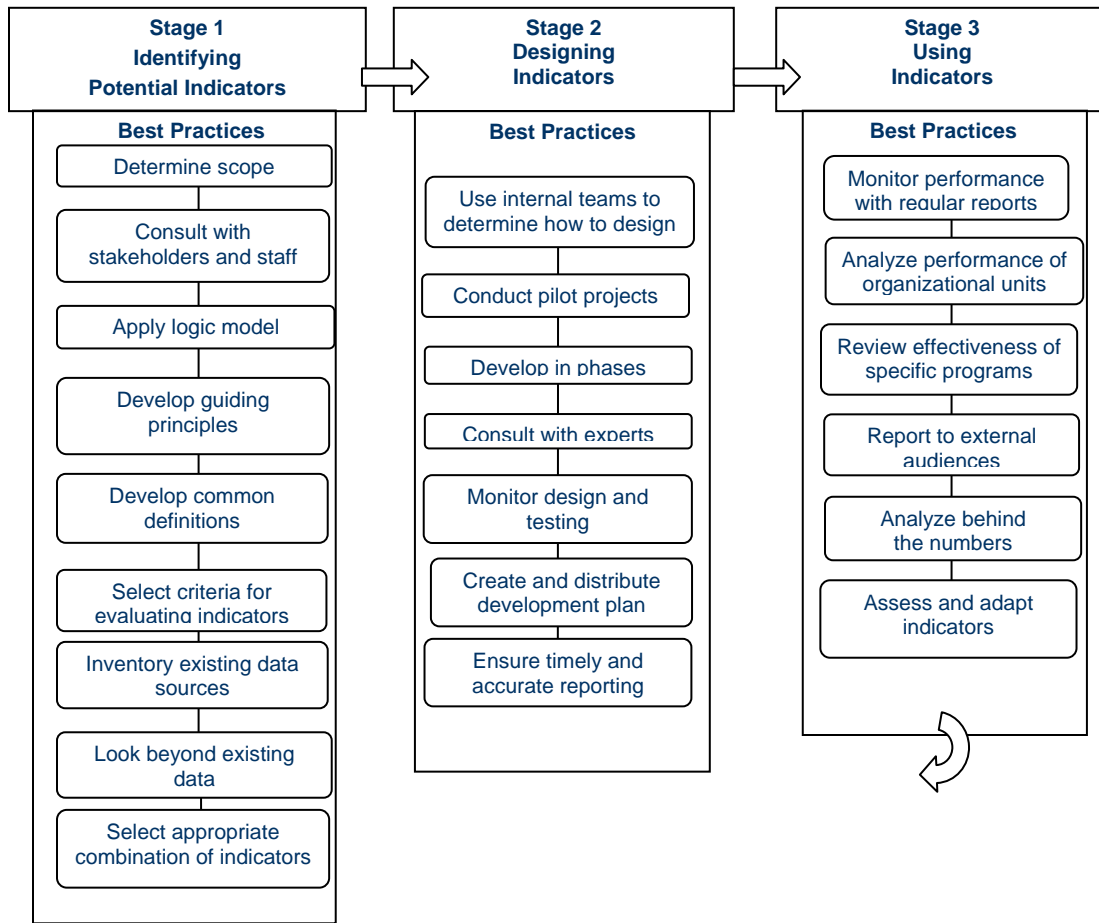 Stage 1
Identifying
Potential Indicators
Best Practices
Determine scope
Consult with
stakeholders and staff
Apply logic model
Develop guiding
principles
Develop common
definitions
Select criteria for
evaluating indicators
Inventory existing data
sources
Look beyond existing
data
Select appropriate
combination of indicators
Stage 2
Designing
Indicators
Best Practices
Use internal teams to
determine how to design
Conduct pilot projects
Develop in phases
Consult with experts
Monitor design and
testing
Create and distribute
development plan
Ensure timely and
accurate reporting
Stage 3
Using
Indicators
Best Practices
Monitor performance
with regular reports
Analyze performance of
organizational units
Review effectiveness of
specific programs
Report to external
audiences
Analyze behind
the numbers
Assess and adapt
indicators